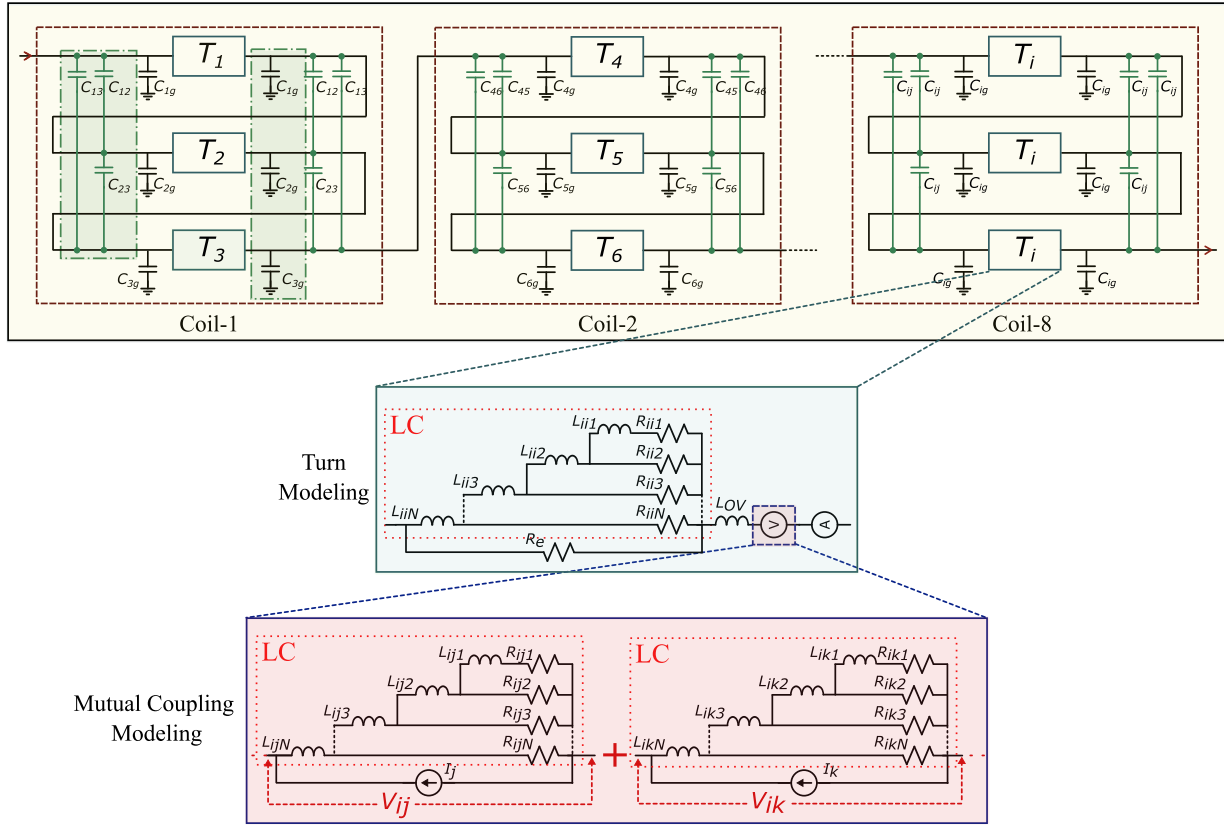 T1 T4 Ti
C13 C12 C1g C1g C12 C13 C46 C45 C4g C4g C45 C46 Cij Cij Cig Cig Cij Cij
T2 T5 Ti
C23 C2g C2g C23 C56 C5g C5g C56 Cij Cig Cig Cij
T3 T6 Ti
C3g C3g C6g C6g Cig Cig
Coil-1 Coil-2 Coil-8
LC
Lii1 Rii1
Lii2 Rii2
Turn
Modeling
Lii3 Rii3
LiiN RiiN LOV V A
Re
LC LC
Lij1 Rij1 Lik1 Rik1
Lij2 Rij2 Lik2 Rik2
Mutual Coupling
Modeling
Lij3 Rij3 Lik3 Rik3
LijN RijN + LikN RikN
Ij Ik
Vij Vik